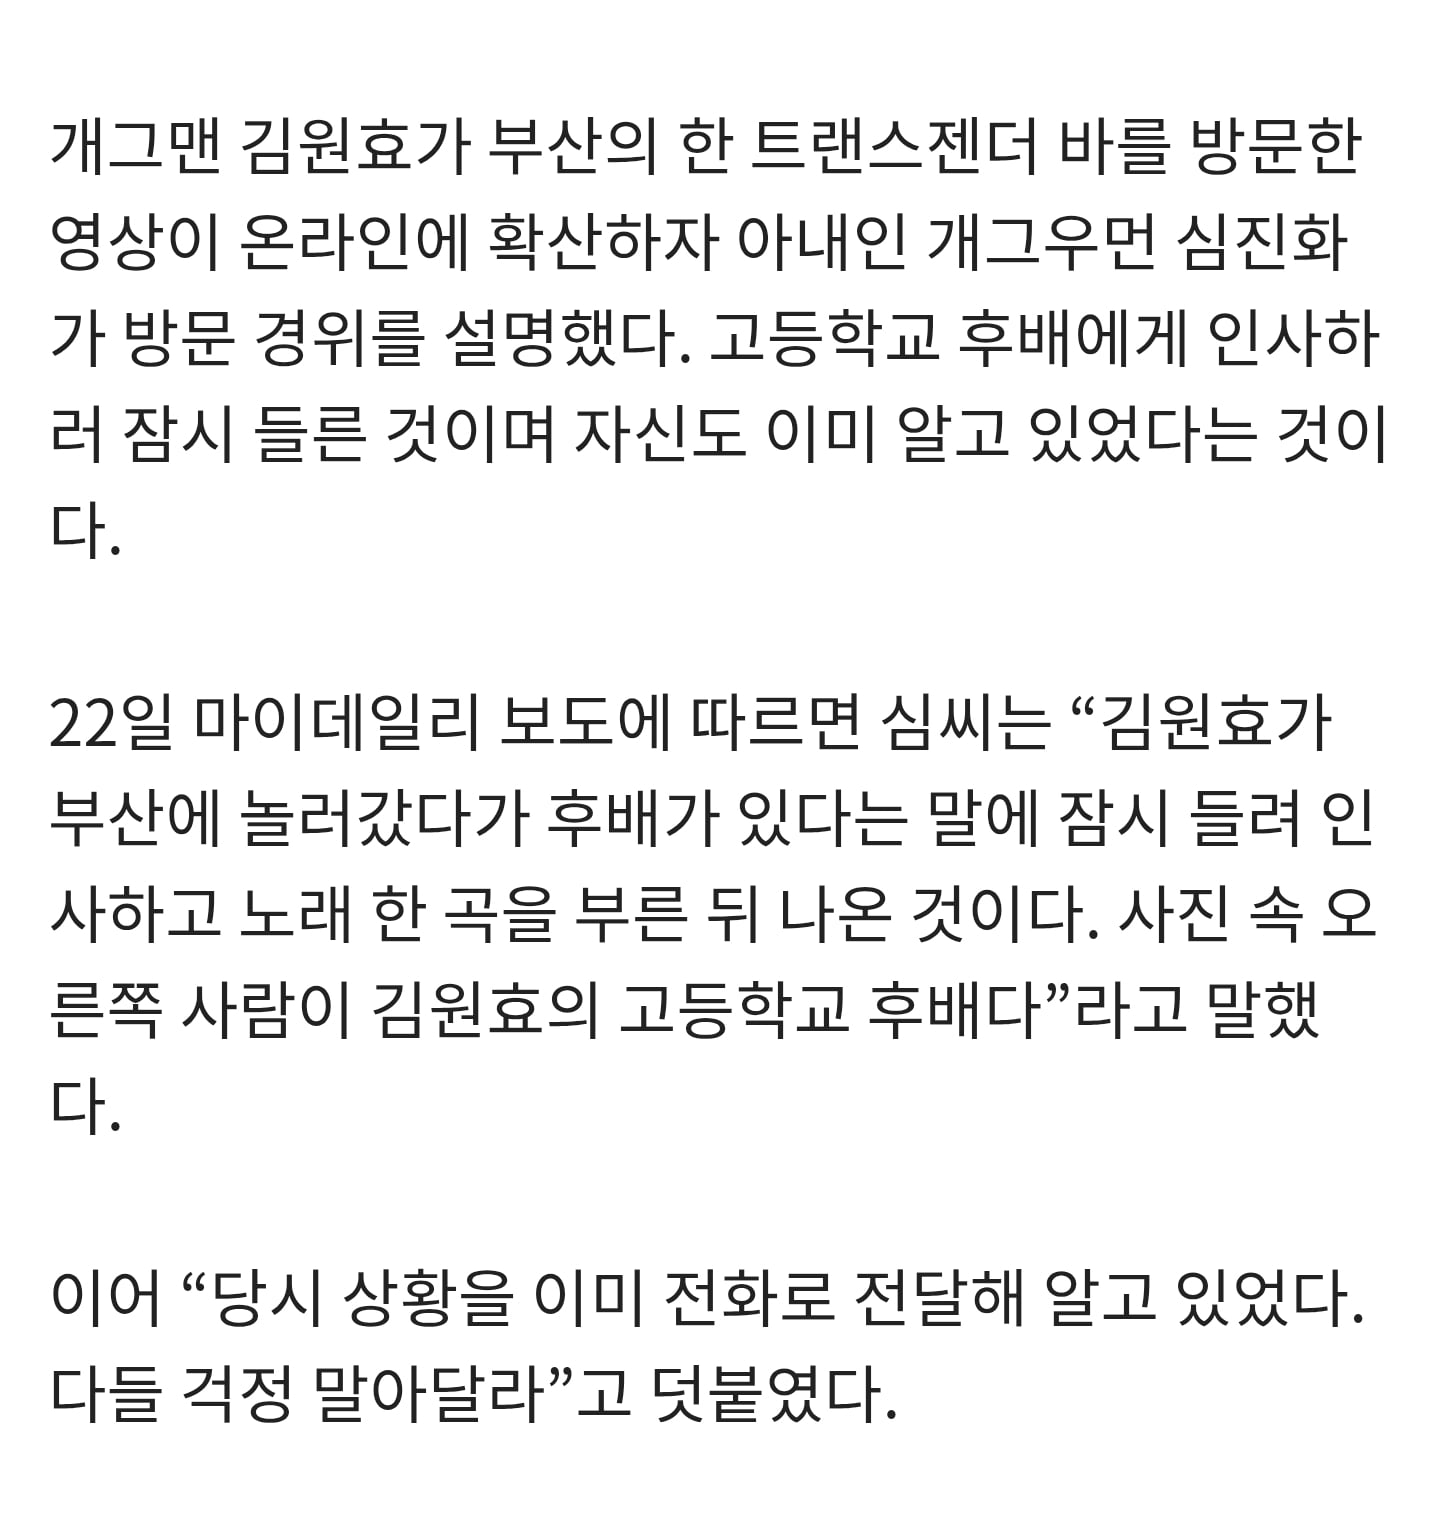 개그맨 김원효가 부산의 한 트랜스젠더 바를 방문한
영상이 온라인에 확산하자 아내인 개그우먼 심진화
가 방문 경위를 설명했다. 고등학교 후배에게 인사하
러 잠시 들른 것이며 자신도 이미 알고 있었다는 것이
다.
22일 마이데일리 보도에 따르면 심씨는 “김원효가
부산에 놀러갔다가 후배가 있다는 말에 잠시 들려 인
사하고 노래 한 곡을 부른 뒤 나온 것이다. 사진 속 오
른쪽 사람이 김원효의 고등학교 후배다”라고 말했
다.
이어 “당시 상황을 이미 전화로 전달해 알고 있었다.
다들 걱정 말아달라”고 덧붙였다.